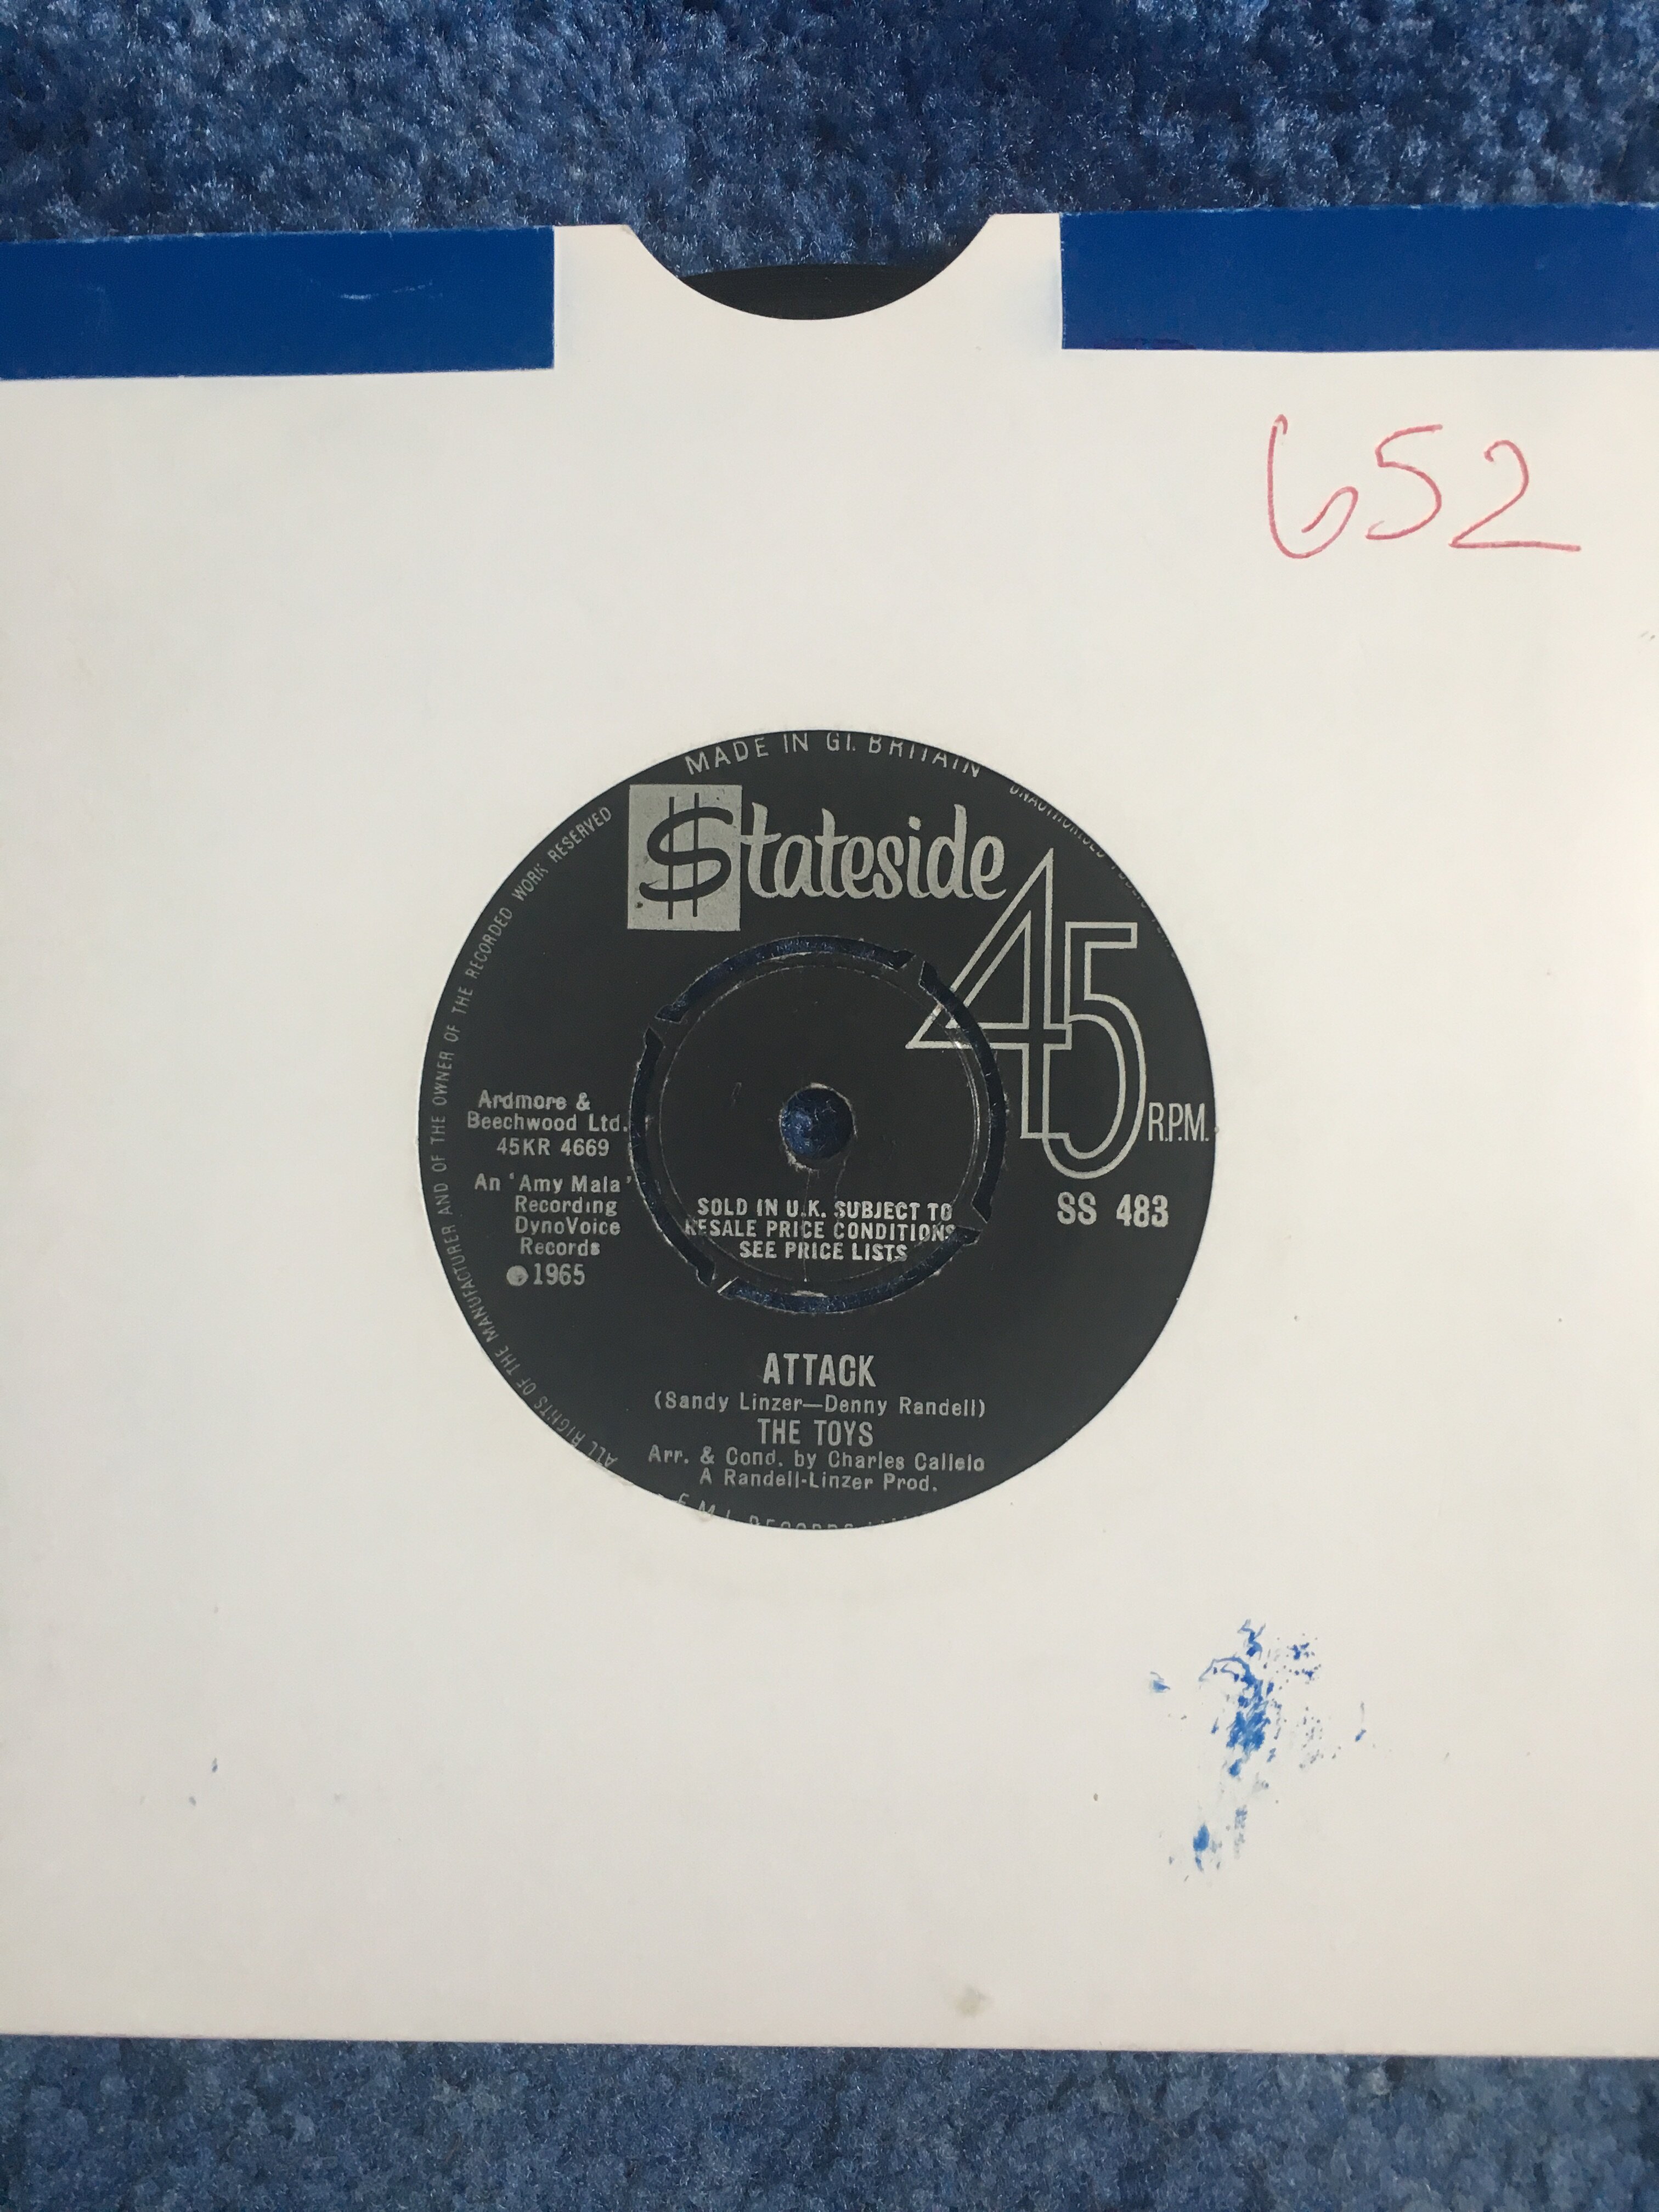 652
MADE IN GT. BRITAIN
ALL RIGHTS OF THE MANUFACTURER AND OF THE OWNER OF THE RECORDED WORK RESERVED
Stateside
45
R.P.M.
Ardmore &
Beechwood Ltd.
45KR 4669
An 'Amy Mala'
Recording
DynoVoice
Records
℗1965
SOLD IN U.K. SUBJECT TO
RESALE PRICE CONDITIONS
SEE PRICE LISTS
SS 483
ATTACK
(Sandy Linzer—Denny Randell)
THE TOYS
Arr. & Cond. by Charles Callelo
A Randell-Linzer Prod.
E.M.I. RECORDS